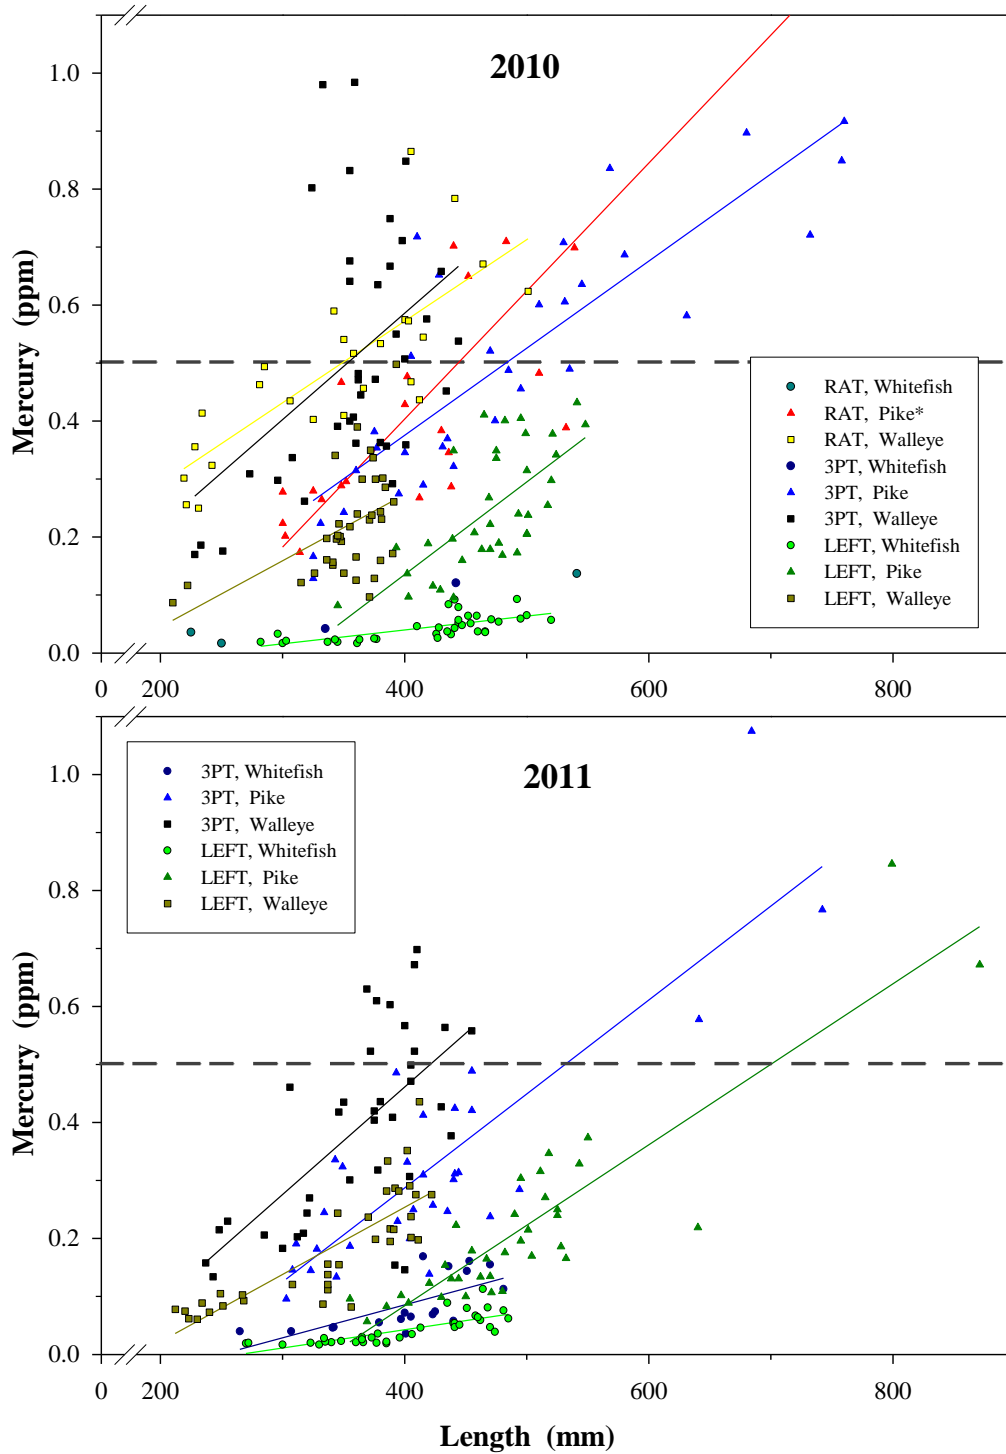 2010
1.0
0.8
0.6
0.4
0.2
0.0
Mercury (ppm)
RAT, Whitefish
RAT, Pike*
RAT, Walleye
3PT, Whitefish
3PT, Pike
3PT, Walleye
LEFT, Whitefish
LEFT, Pike
LEFT, Walleye
0 200 400 600 800
2011
1.0
0.8
0.6
0.4
0.2
0.0
Mercury (ppm)
3PT, Whitefish
3PT, Pike
3PT, Walleye
LEFT, Whitefish
LEFT, Pike
LEFT, Walleye
0 200 400 600 800
Length (mm)